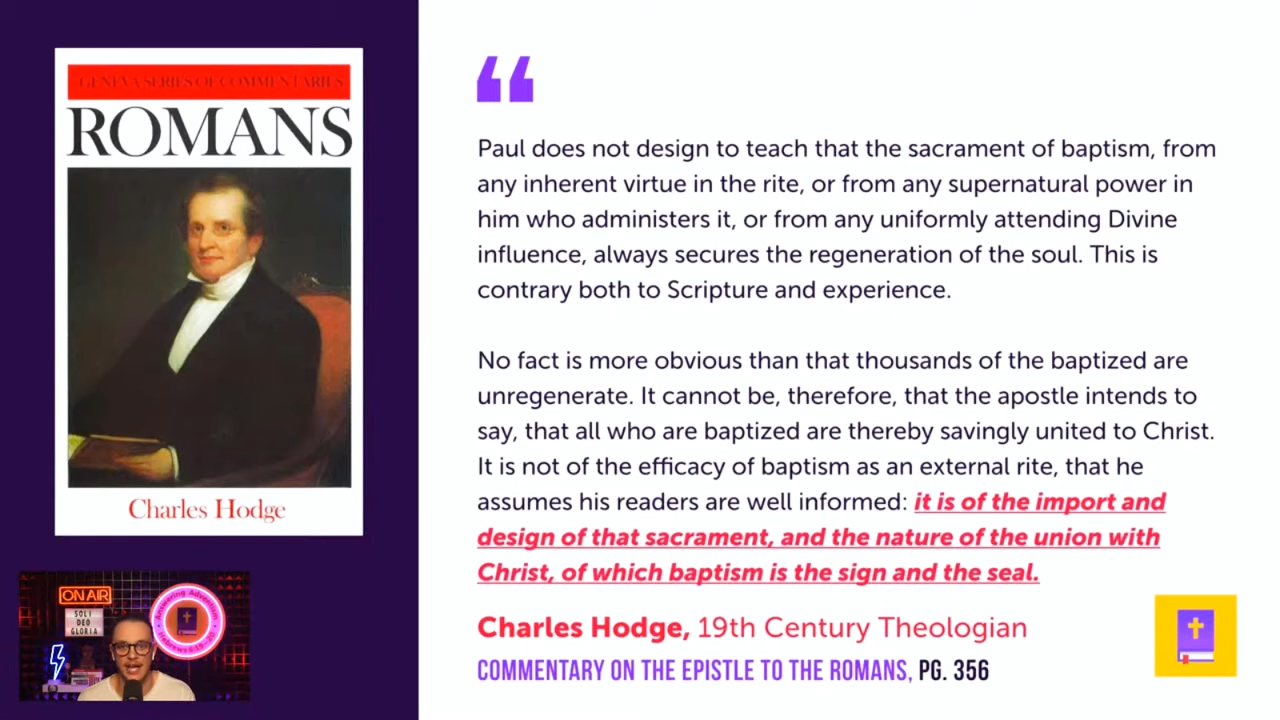 GENEVA SERIES OF COMMENTARIES
ROMANS
Charles Hodge
“
Paul does not design to teach that the sacrament of baptism, from
any inherent virtue in the rite, or from any supernatural power in
him who administers it, or from any uniformly attending Divine
influence, always secures the regeneration of the soul. This is
contrary both to Scripture and experience.
No fact is more obvious than that thousands of the baptized are
unregenerate. It cannot be, therefore, that the apostle intends to
say, that all who are baptized are thereby savingly united to Christ.
It is not of the efficacy of baptism as an external rite, that he
assumes his readers are well informed: it is of the import and
design of that sacrament, and the nature of the union with
Christ, of which baptism is the sign and the seal.
Charles Hodge, 19th Century Theologian
COMMENTARY ON THE EPISTLE TO THE ROMANS, PG. 356
ON AIR
SOLI
DEO
GLORIA
Answering Adventism